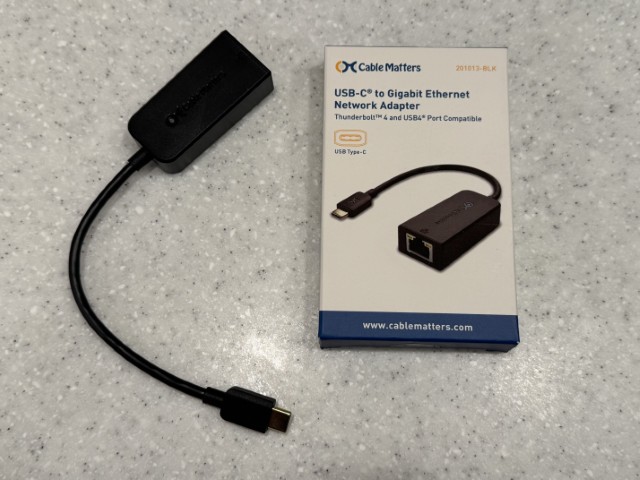 Cable Matters
201013-BLK
USB-C® to Gigabit Ethernet
Network Adapter
Thunderbolt™ 4 and USB4® Port Compatible
USB Type-C
www.cablematters.com